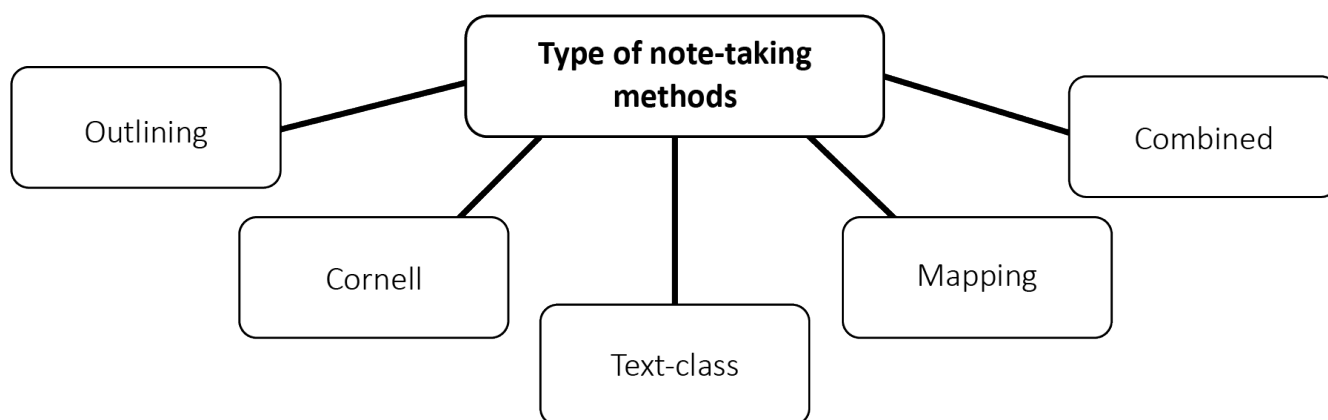 Type of note-taking
methods
Outlining
Combined
Cornell
Mapping
Text-class